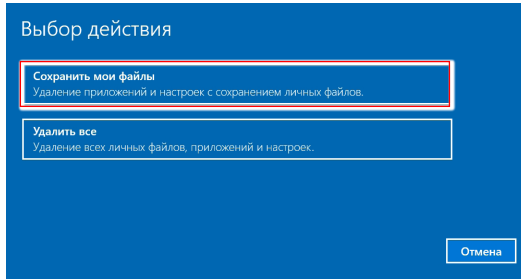 Выбор действия
Сохранить мои файлы
Удаление приложений и настроек с сохранением личных файлов.
Удалить все
Удаление всех личных файлов, приложений и настроек.
Отмена